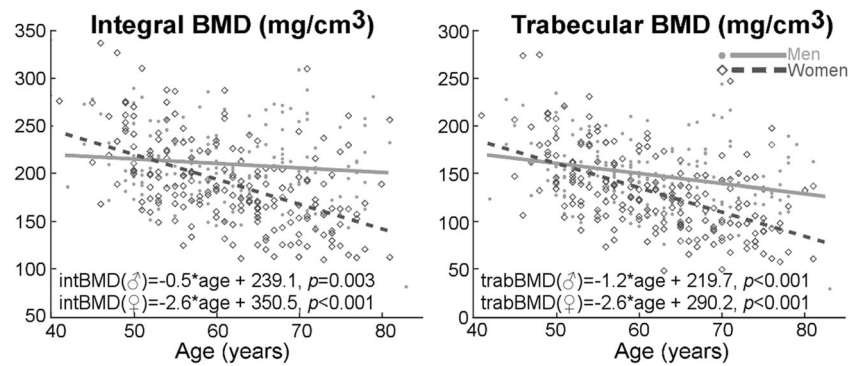 Integral BMD (mg/cm³)
350
300
250
200
150
100
50
40
50
60
70
80
Age (years)
intBMD(♂)=-0.5*age + 239.1, p=0.003
intBMD(♀)=-2.6*age + 350.5, p<0.001
Trabecular BMD (mg/cm³)
Men
Women
300
250
200
150
100
50
0
40
50
60
70
80
Age (years)
trabBMD(♂)=-1.2*age + 219.7, p<0.001
trabBMD(♀)=-2.6*age + 290.2, p<0.001